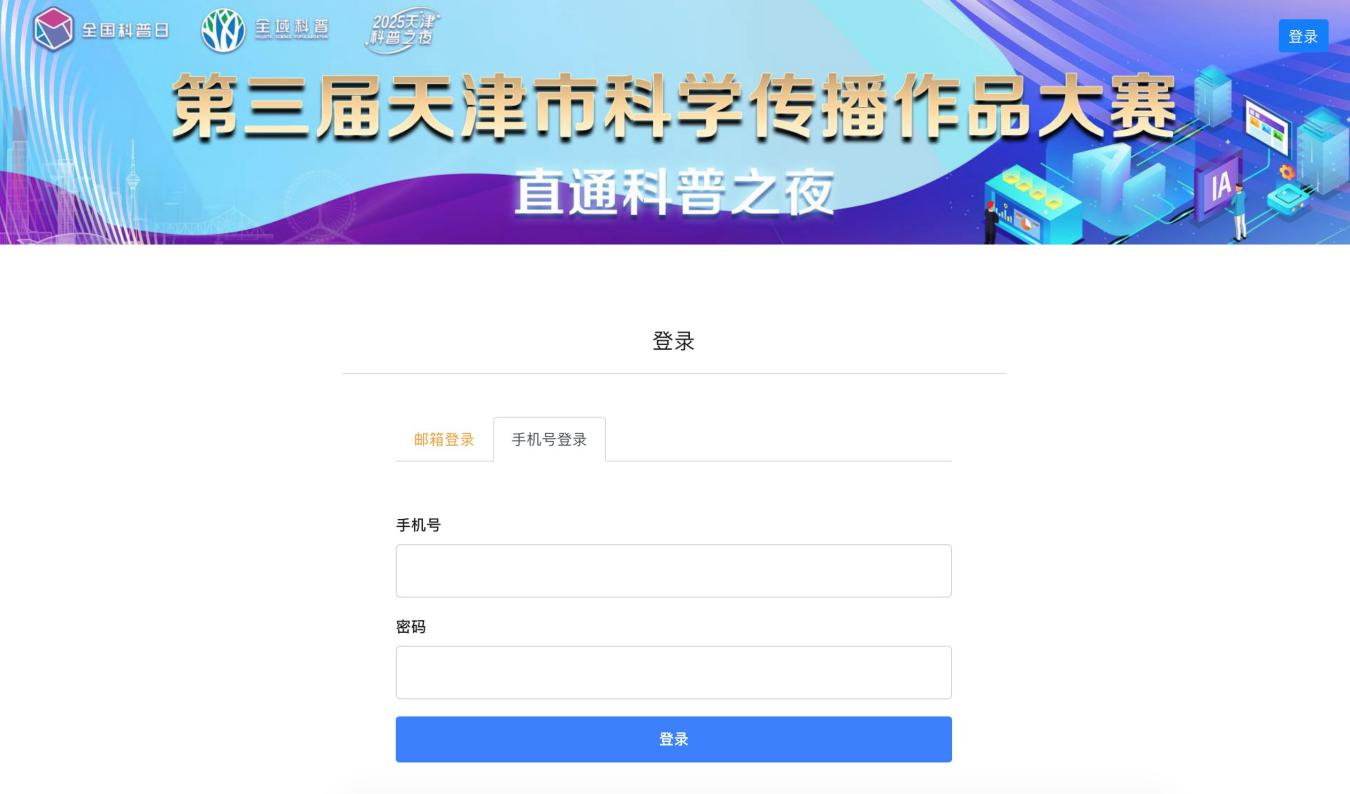 全国科普日
全域科普
2025天津
科普之夜
登录
第三届天津市科学传播作品大赛
直通科普之夜
IA
登录
邮箱登录
手机号登录
手机号
密码
登录